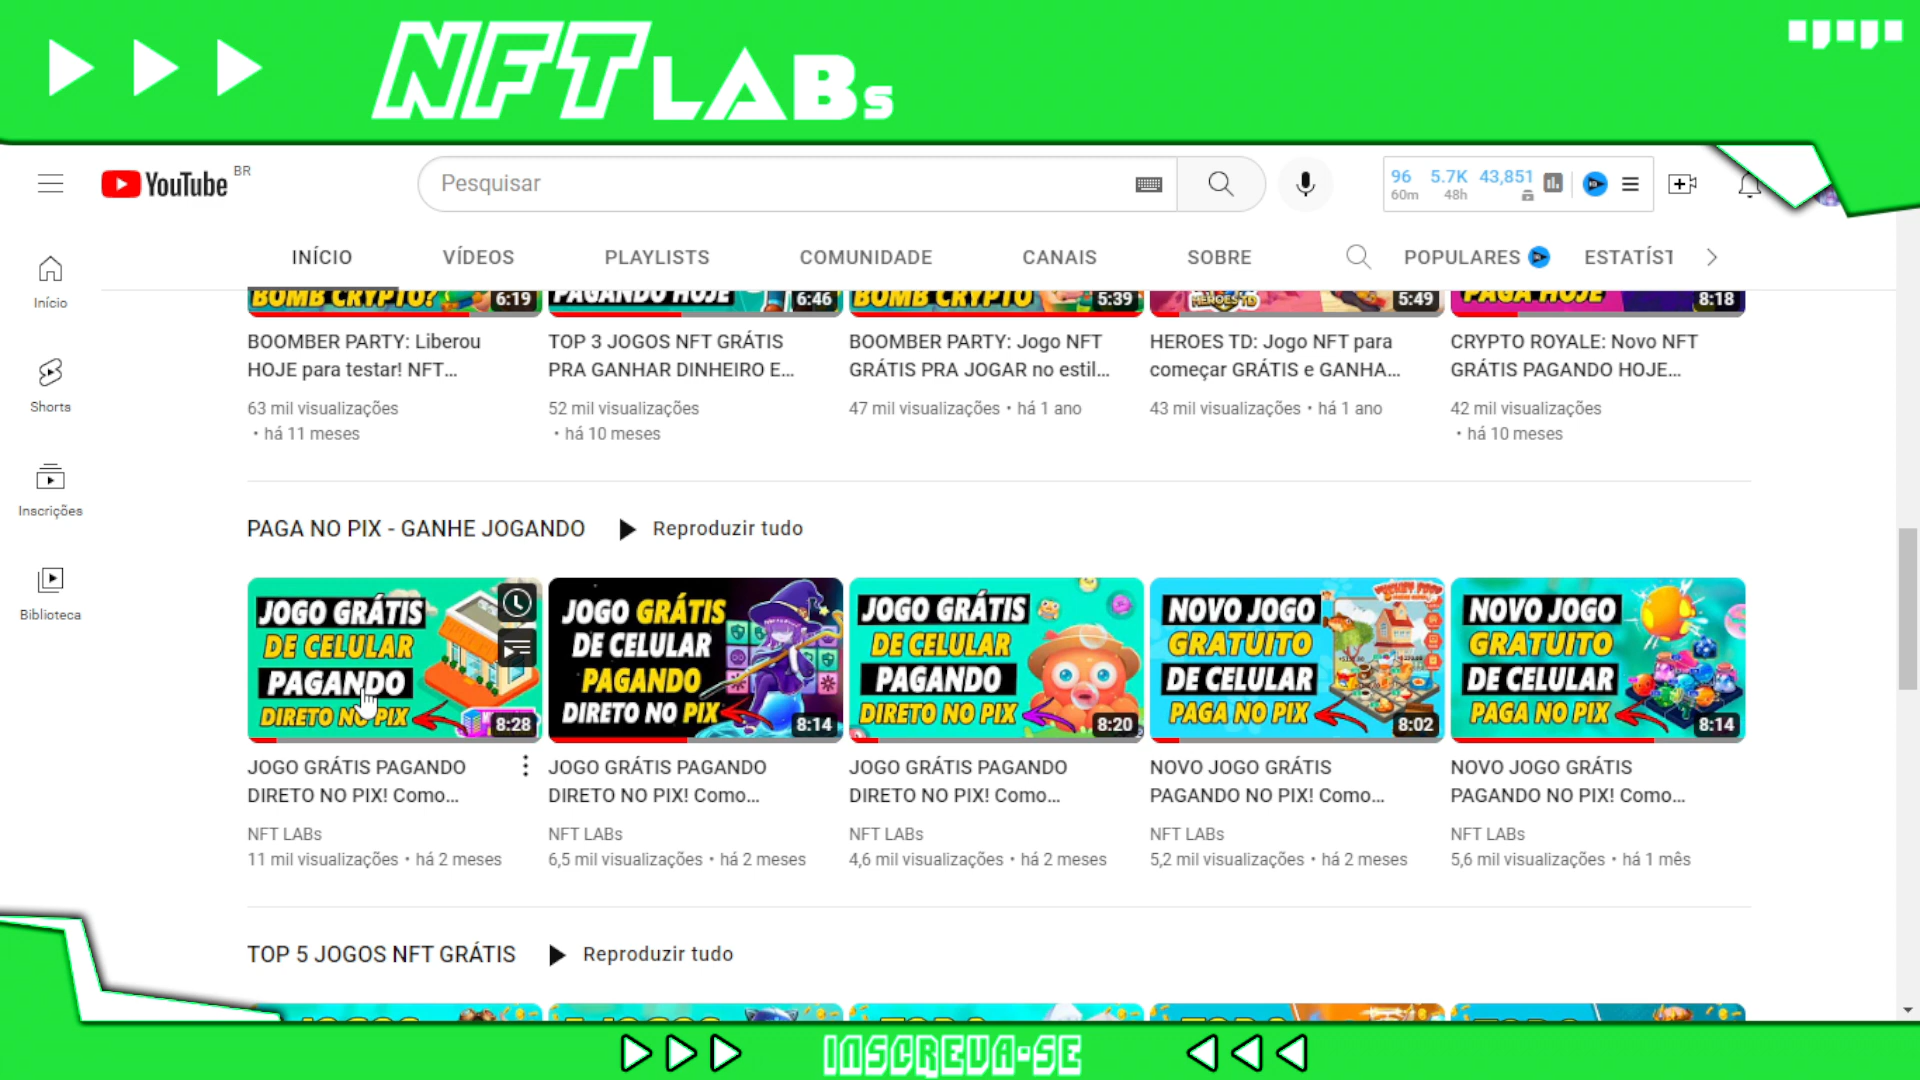 NFT LABs
YouTube BR
Pesquisar
96 5.7K 43,851
60m 48h
INÍCIO VÍDEOS PLAYLISTS COMUNIDADE CANAIS SOBRE POPULARES ESTATÍST
Início
Shorts
Inscrições
Biblioteca
BOMB CRYPTO? 6:19
PAGANDO HOJE 6:46
BOMB CRYPTO 5:39
HEROES TD 5:49
PAGA HOJE 8:18
BOOMBER PARTY: Liberou
HOJE para testar! NFT...
63 mil visualizações
• há 11 meses
TOP 3 JOGOS NFT GRÁTIS
PRA GANHAR DINHEIRO E...
52 mil visualizações
• há 10 meses
BOOMBER PARTY: Jogo NFT
GRÁTIS PRA JOGAR no estil...
47 mil visualizações • há 1 ano
HEROES TD: Jogo NFT para
começar GRÁTIS e GANHA...
43 mil visualizações • há 1 ano
CRYPTO ROYALE: Novo NFT
GRÁTIS PAGANDO HOJE...
42 mil visualizações
• há 10 meses
PAGA NO PIX - GANHE JOGANDO Reproduzir tudo
JOGO GRÁTIS
DE CELULAR
PAGANDO
DIRETO NO PIX
8:28
JOGO GRÁTIS
DE CELULAR
PAGANDO
DIRETO NO PIX
8:14
JOGO GRÁTIS
DE CELULAR
PAGANDO
DIRETO NO PIX
8:20
NOVO JOGO
GRATUITO
DE CELULAR
PAGA NO PIX
8:02
NOVO JOGO
GRATUITO
DE CELULAR
PAGA NO PIX
8:14
JOGO GRÁTIS PAGANDO
DIRETO NO PIX! Como...
NFT LABs
11 mil visualizações • há 2 meses
JOGO GRÁTIS PAGANDO
DIRETO NO PIX! Como...
NFT LABs
6,5 mil visualizações • há 2 meses
JOGO GRÁTIS PAGANDO
DIRETO NO PIX! Como...
NFT LABs
4,6 mil visualizações • há 2 meses
NOVO JOGO GRÁTIS
PAGANDO NO PIX! Como...
NFT LABs
5,2 mil visualizações • há 2 meses
NOVO JOGO GRÁTIS
PAGANDO NO PIX! Como...
NFT LABs
5,6 mil visualizações • há 1 mês
TOP 5 JOGOS NFT GRÁTIS Reproduzir tudo
INSCREVA-SE